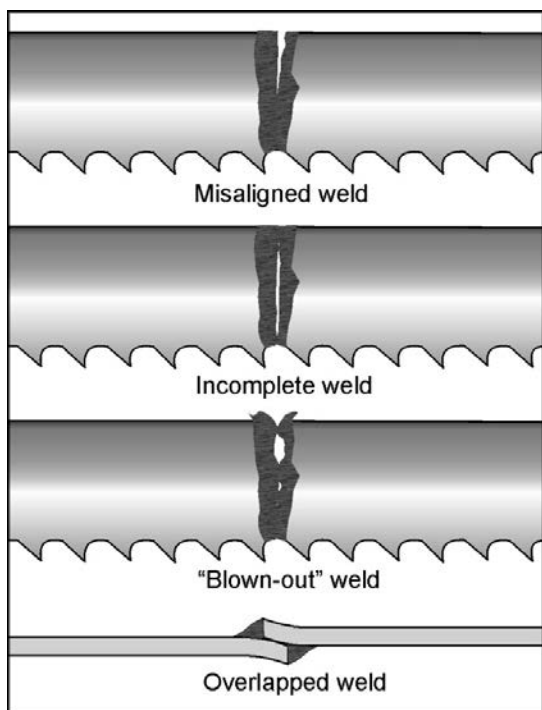 Misaligned weld
Incomplete weld
“Blown-out” weld
Overlapped weld